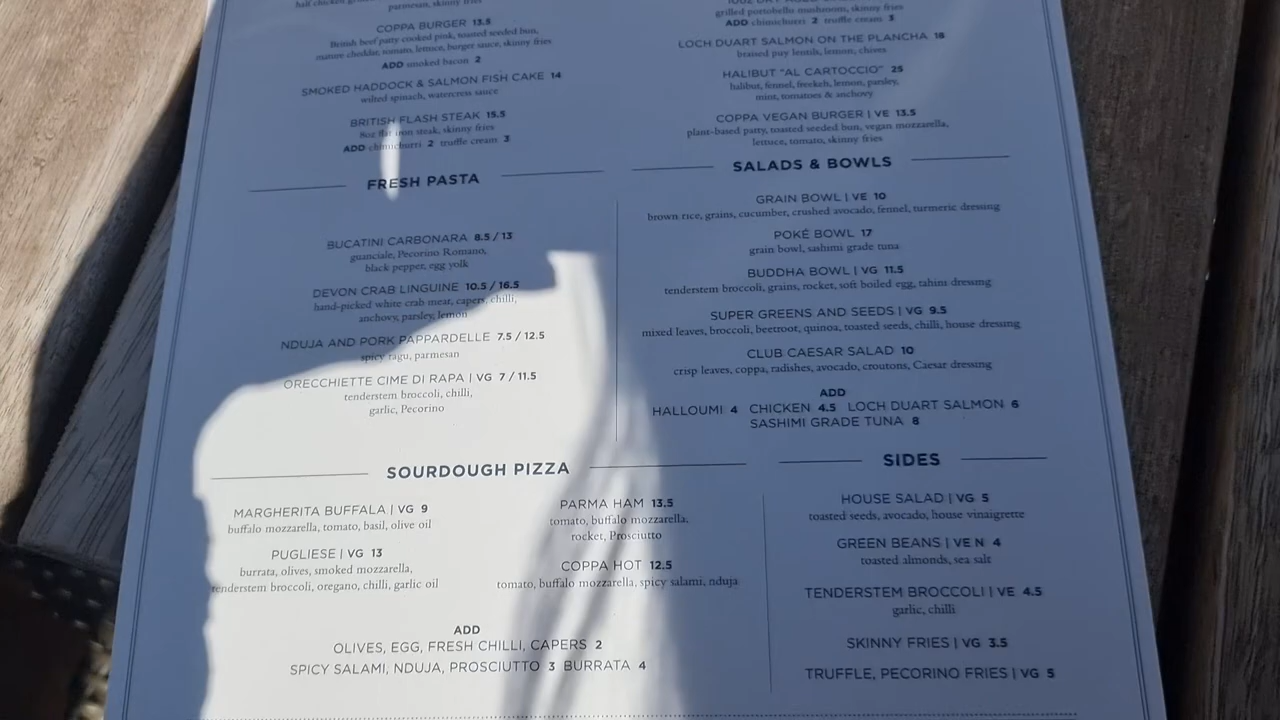 parmesan, skinny fries
COPPA BURGER 13.5
British beef patty cooked pink, toasted seeded bun,
mature cheddar, tomato, lettuce, burger sauce, skinny fries
ADD smoked bacon 2
SMOKED HADDOCK & SALMON FISH CAKE 14
wilted spinach, watercress sauce
BRITISH FLASH STEAK 15.5
8oz flat iron steak, skinny fries
ADD chimichurri 2 truffle cream 3
grilled portobello mushroom, skinny fries
ADD chimichurri 2 truffle cream 3
LOCH DUART SALMON ON THE PLANCHA 16
braised puy lentils, lemon, chives
HALIBUT "AL CARTOCCIO" 25
halibut, fennel, freekeh, lemon, parsley,
mint, tomatoes & anchovy
COPPA VEGAN BURGER | VE 13.5
plant-based patty, toasted seeded bun, vegan mozzarella,
lettuce, tomato, skinny fries
FRESH PASTA
BUCATINI CARBONARA 8.5 / 13
guanciale, Pecorino Romano,
black pepper, egg yolk
DEVON CRAB LINGUINE 10.5 / 16.5
hand-picked white crab meat, capers, chilli,
anchovy, parsley, lemon
NDUJA AND PORK PAPPARDELLE 7.5 / 12.5
spicy ragu, parmesan
ORECCHIETTE CIME DI RAPA | VG 7 / 11.5
tenderstem broccoli, chilli,
garlic, Pecorino
SALADS & BOWLS
GRAIN BOWL | VE 10
brown rice, grains, cucumber, crushed avocado, fennel, turmeric dressing
POKÉ BOWL 17
grain bowl, sashimi grade tuna
BUDDHA BOWL | VG 11.5
tenderstem broccoli, grains, rocket, soft boiled egg, tahini dressing
SUPER GREENS AND SEEDS | VG 9.5
mixed leaves, broccoli, beetroot, quinoa, toasted seeds, chilli, house dressing
CLUB CAESAR SALAD 10
crisp leaves, coppa, radishes, avocado, croutons, Caesar dressing
ADD
HALLOUMI 4 CHICKEN 4.5 LOCH DUART SALMON 6
SASHIMI GRADE TUNA 8
SOURDOUGH PIZZA
MARGHERITA BUFFALA | VG 9
buffalo mozzarella, tomato, basil, olive oil
PUGLIESE | VG 13
burrata, olives, smoked mozzarella,
tenderstem broccoli, oregano, chilli, garlic oil
PARMA HAM 13.5
tomato, buffalo mozzarella,
rocket, Prosciutto
COPPA HOT 12.5
tomato, buffalo mozzarella, spicy salami, nduja
ADD
OLIVES, EGG, FRESH CHILLI, CAPERS 2
SPICY SALAMI, NDUJA, PROSCIUTTO 3 BURRATA 4
SIDES
HOUSE SALAD | VG 5
toasted seeds, avocado, house vinaigrette
GREEN BEANS | VE N 4
toasted almonds, sea salt
TENDERSTEM BROCCOLI | VE 4.5
garlic, chilli
SKINNY FRIES | VG 3.5
TRUFFLE, PECORINO FRIES | VG 5